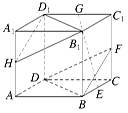 D₁ G C₁
A₁ B₁
H F
D C
A B E